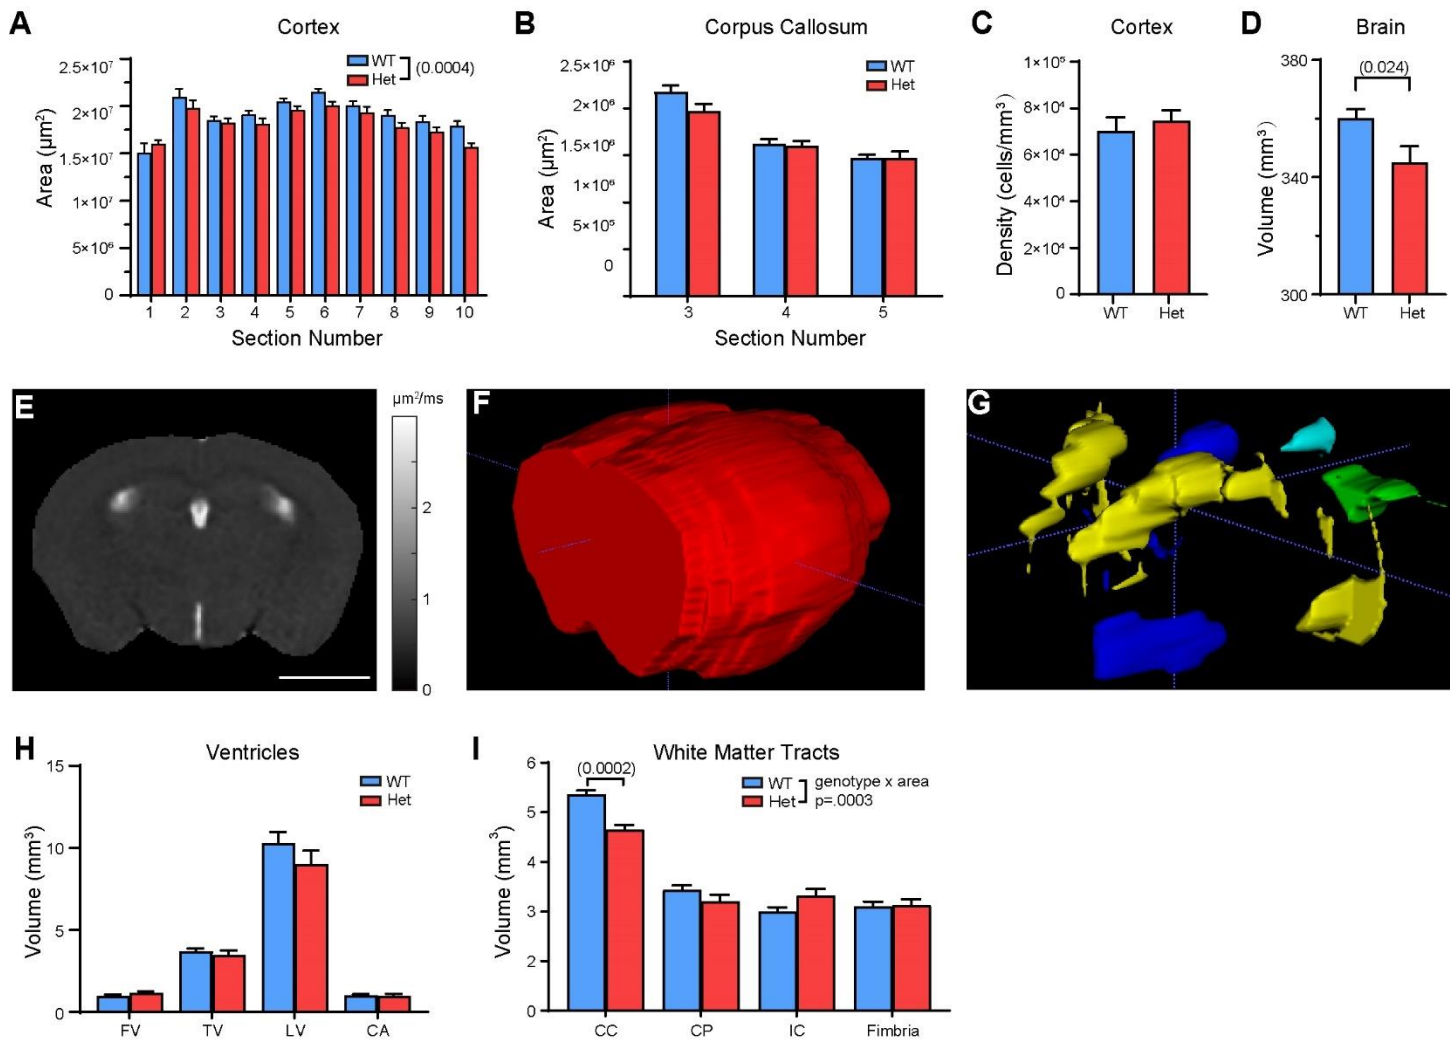 A
Cortex
WT
Het
(0.0004)
2.5×10⁷
2×10⁷
1.5×10⁷
1×10⁷
5×10⁶
0
Area (µm²)
1 2 3 4 5 6 7 8 9 10
Section Number
B
Corpus Callosum
WT
Het
2.5×10⁶
2×10⁶
1.5×10⁶
1×10⁶
5×10⁵
0
Area (µm²)
3 4 5
Section Number
C
Cortex
1×10⁵
8×10⁴
6×10⁴
4×10⁴
2×10⁴
0
Density (cells/mm³)
WT Het
D
Brain
(0.024)
380
340
300
Volume (mm³)
WT Het
E
µm²/ms
2
1
0
F
G
H
Ventricles
WT
Het
15
10
5
0
Volume (mm³)
FV TV LV CA
I
White Matter Tracts
(0.0002)
WT
Het
genotype x area
p=.0003
6
5
4
3
2
0
Volume (mm³)
CC CP IC Fimbria